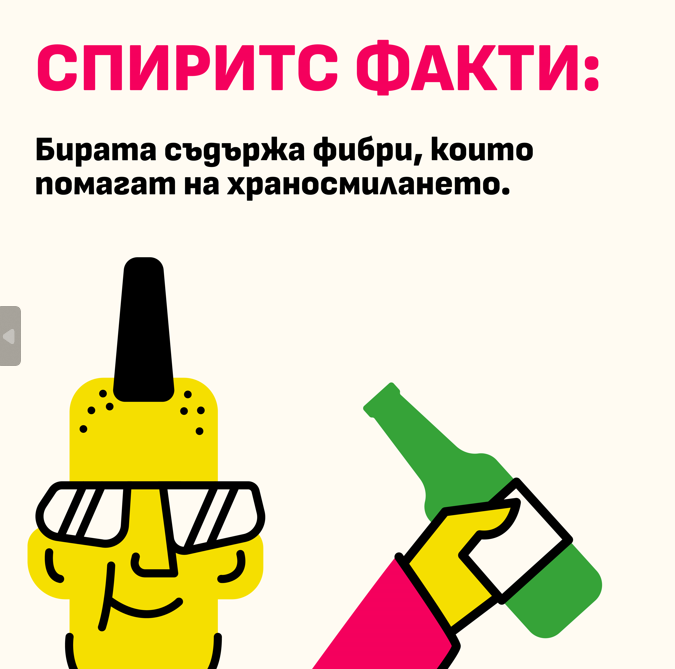 СПИРИТС ФАКТИ:
Бирата съдържа фибри, които
помагат на храносмилането.